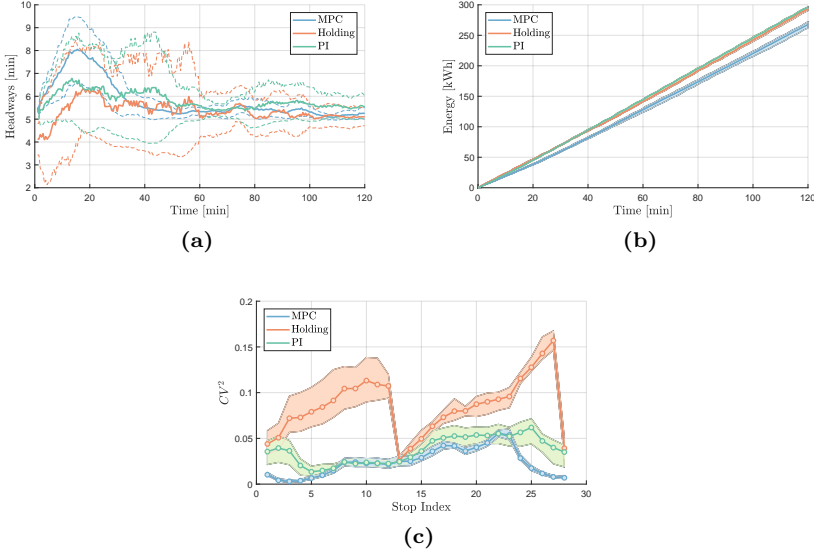 10
9
8
7
6
5
4
3
2
Headways [min]
MPC
Holding
PI
0 20 40 60 80 100 120
Time [min]
(a)
300
250
200
150
100
50
0
Energy [kWh]
MPC
Holding
PI
0 20 40 60 80 100 120
Time [min]
(b)
0.2
0.15
0.1
0.05
0
CV²
MPC
Holding
PI
0 5 10 15 20 25 30
Stop Index
(c)